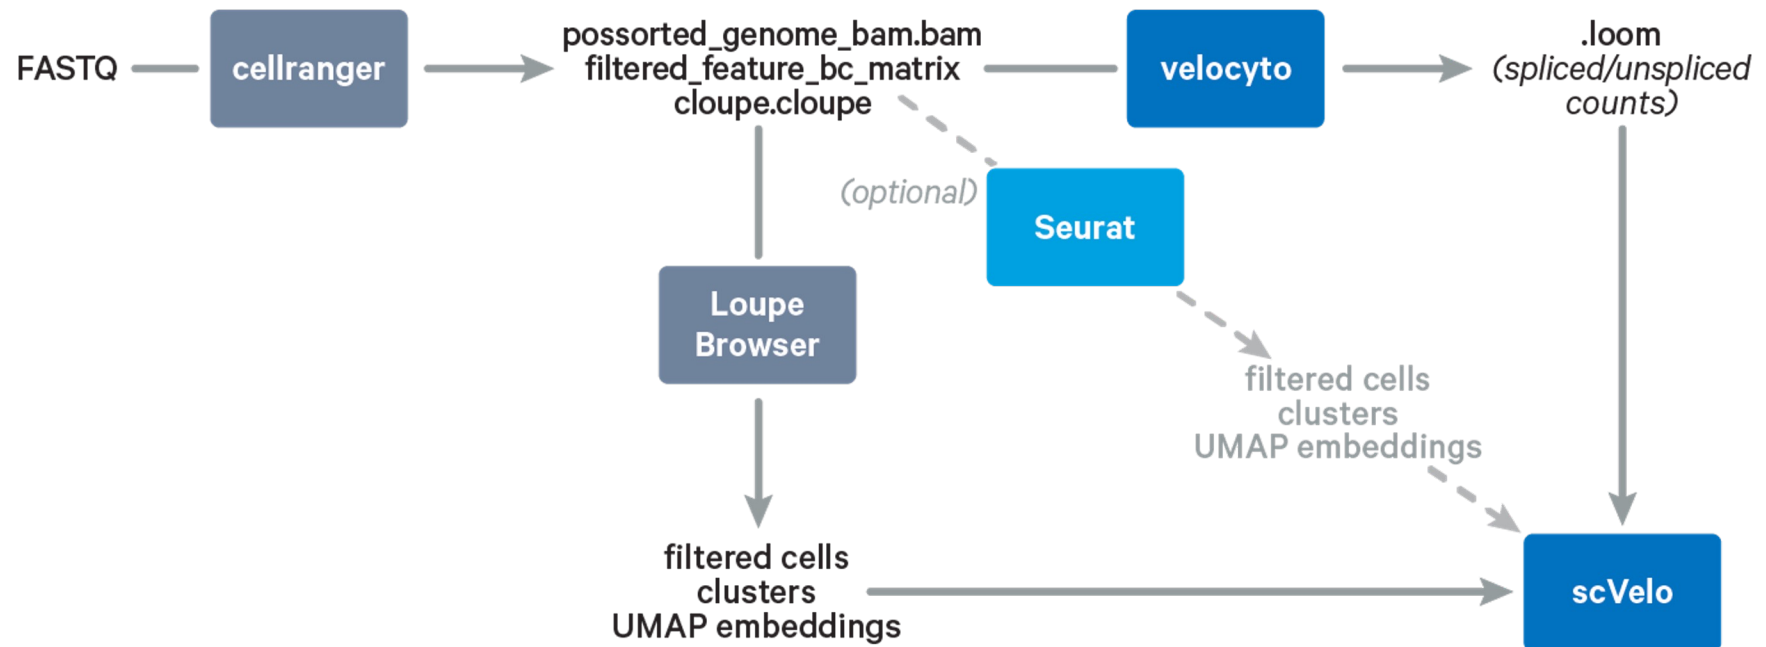 FASTQ
cellranger
possorted_genome_bam.bam
filtered_feature_bc_matrix
cloupe.cloupe
velocyto
.loom
(spliced/unspliced
counts)
(optional)
Seurat
Loupe
Browser
filtered cells
clusters
UMAP embeddings
filtered cells
clusters
UMAP embeddings
scVelo